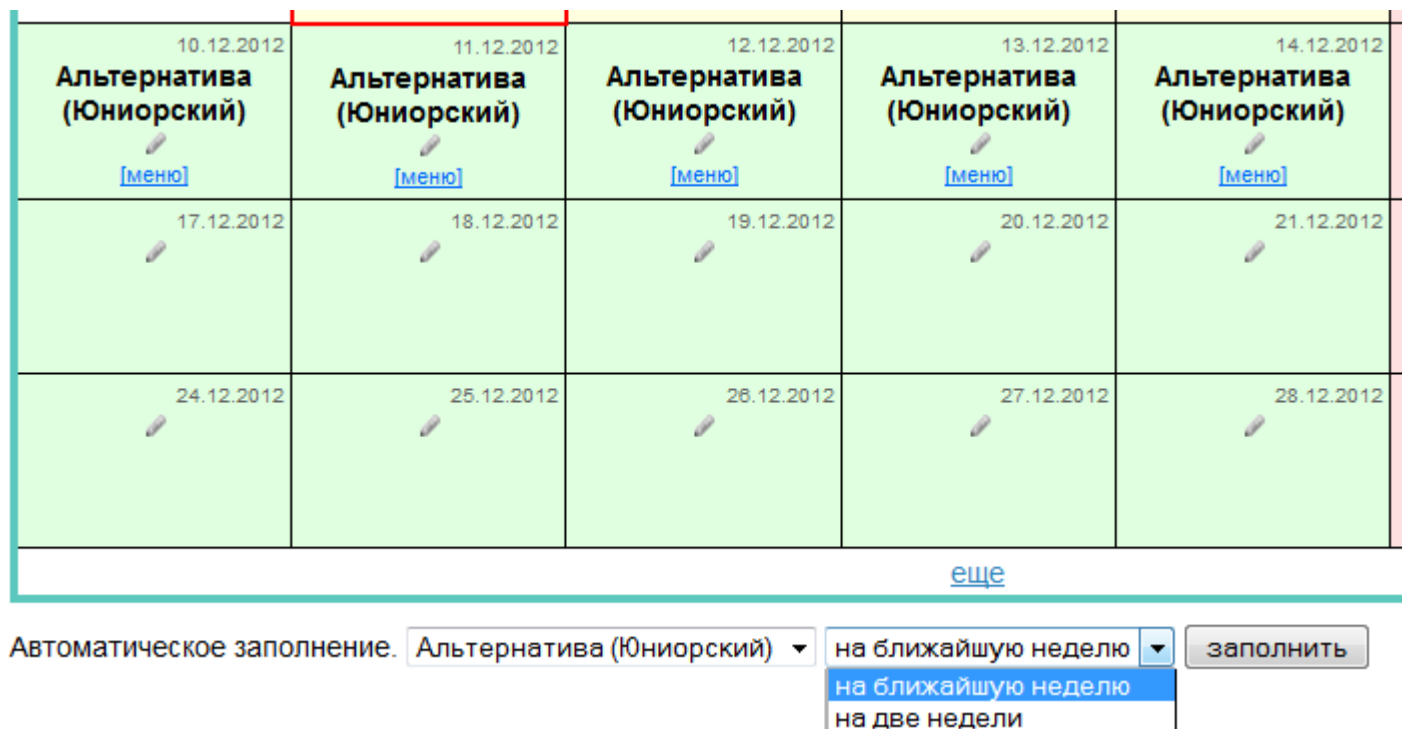 10.12.2012 11.12.2012 12.12.2012 13.12.2012 14.12.2012
Альтернатива Альтернатива Альтернатива Альтернатива Альтернатива
(Юниорский) (Юниорский) (Юниорский) (Юниорский) (Юниорский)
[меню] [меню] [меню] [меню] [меню]
17.12.2012 18.12.2012 19.12.2012 20.12.2012 21.12.2012
24.12.2012 25.12.2012 26.12.2012 27.12.2012 28.12.2012
еще
Автоматическое заполнение. Альтернатива (Юниорский) на ближайшую неделю заполнить
на ближайшую неделю
на две недели